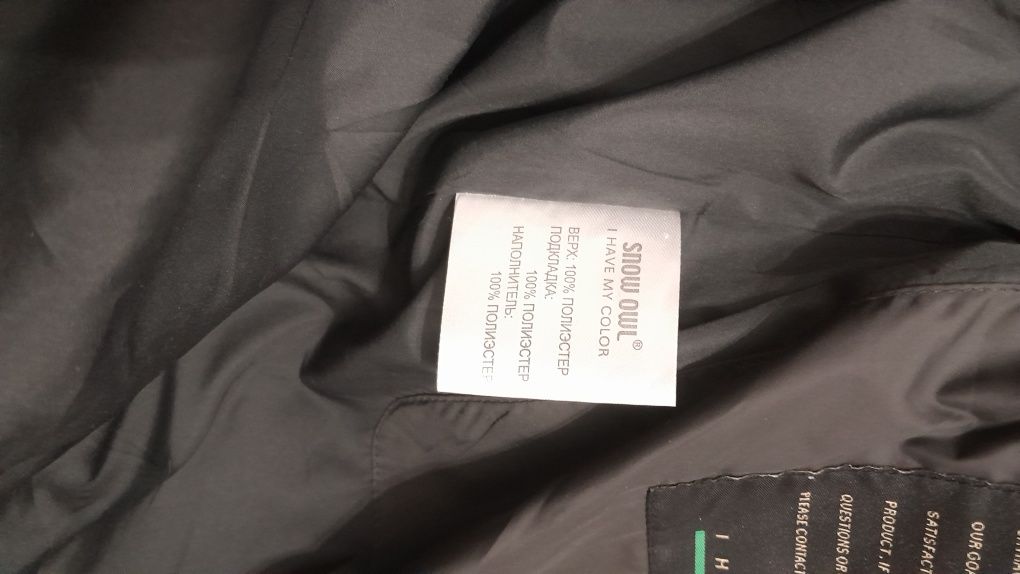 SNOW OWL®
I HAVE MY COLOR
ВЕРХ: 100% ПОЛИЭСТЕР
ПОДКЛАДКА:
100% ПОЛИЭСТЕР
НАПОЛНИТЕЛЬ:
100% ПОЛИЭСТЕР
OUR GO
SATISFACT
PRODUCT. IF
QUESTIONS OR
PLEASE CONTACT
I H